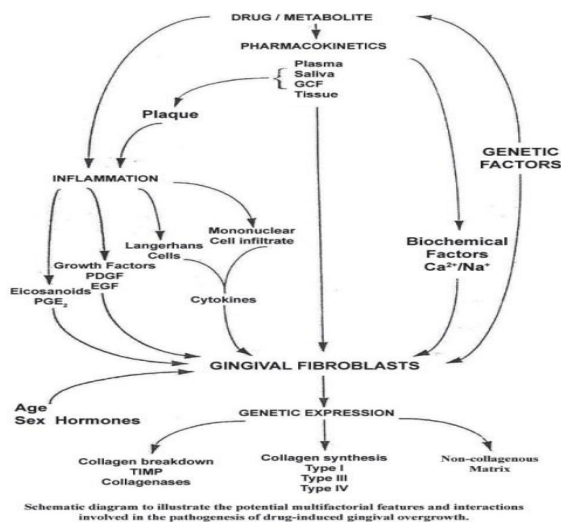 DRUG / METABOLITE
PHARMACOKINETICS
Plasma
Saliva
GCF
Tissue
Plaque
GENETIC
FACTORS
INFLAMMATION
Mononuclear
Cell infiltrate
Langerhans
Cells
Biochemical
Factors
Ca²⁺/Na⁺
Growth Factors
PDGF
EGF
Eicosanoids
PGE₂
Cytokines
GINGIVAL FIBROBLASTS
Age
Sex Hormones
GENETIC EXPRESSION
Collagen breakdown
TIMP
Collagenases
Collagen synthesis
Type I
Type III
Type IV
Non-collagenous
Matrix
Schematic diagram to illustrate the potential multifactorial features and interactions
involved in the pathogenesis of drug-induced gingival overgrowth.